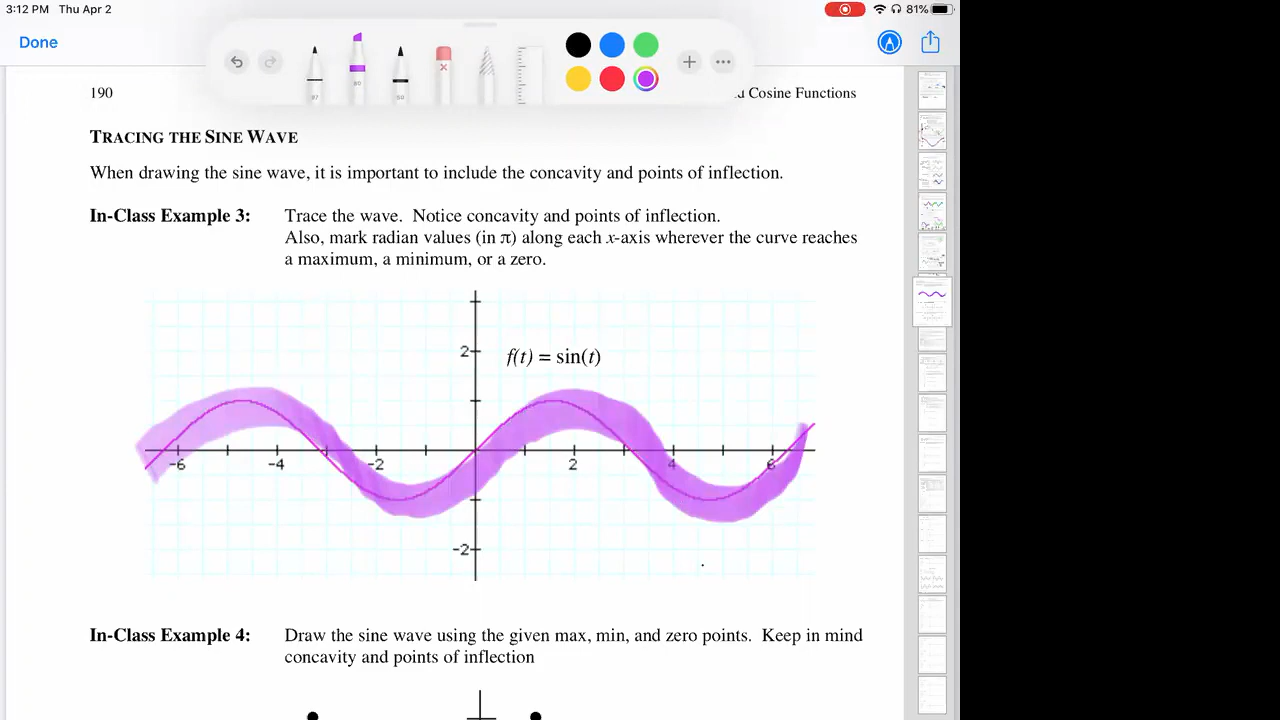 3:12 PM Thu Apr 2 81%
Done
97 80 50
190 d Cosine Functions
TRACING THE SINE WAVE
When drawing the sine wave, it is important to include the concavity and points of inflection.
In-Class Example 3: Trace the wave. Notice concavity and points of inflection.
Also, mark radian values (in π) along each x-axis wherever the curve reaches
a maximum, a minimum, or a zero.
2 f(t) = sin(t)
-6 -4 -2 2 4 6
-2
In-Class Example 4: Draw the sine wave using the given max, min, and zero points. Keep in mind
concavity and points of inflection